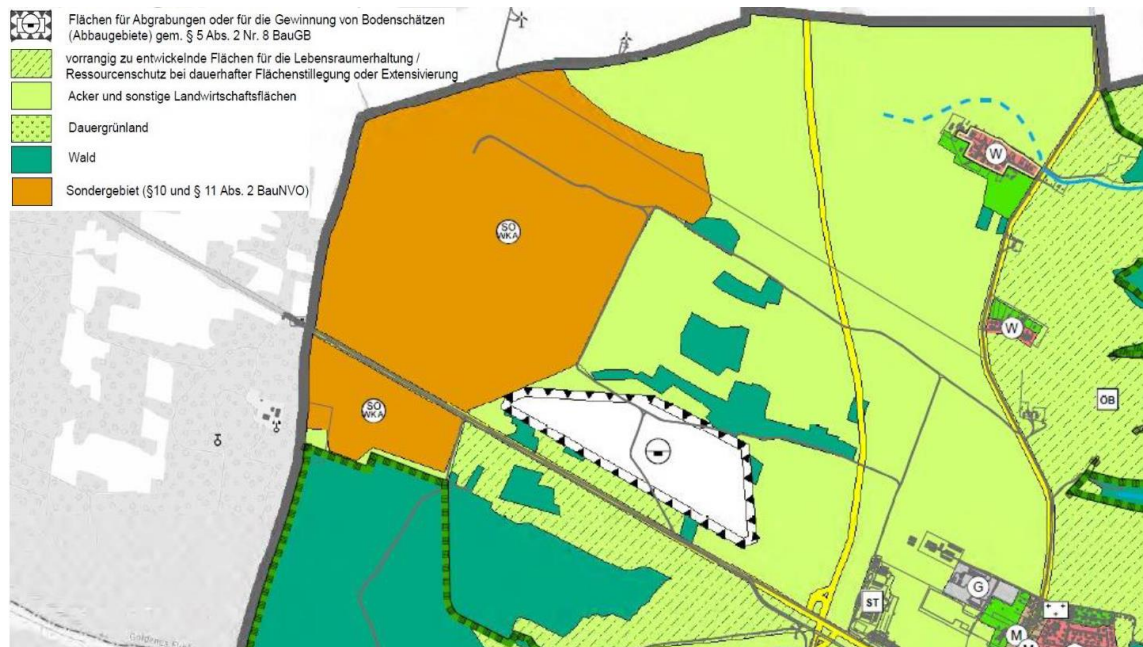 Flächen für Abgrabungen oder für die Gewinnung von Bodenschätzen
(Abbaugebiete) gem. § 5 Abs. 2 Nr. 8 BauGB
vorrangig zu entwickelnde Flächen für die Lebensraumerhaltung /
Ressourcenschutz bei dauerhafter Flächenstillegung oder Extensivierung
Acker und sonstige Landwirtschaftsflächen
Dauergrünland
Wald
Sondergebiet (§10 und § 11 Abs. 2 BauNVO)
W
SO
WKA
W
ÖB
SO
WKA
G
ST
M